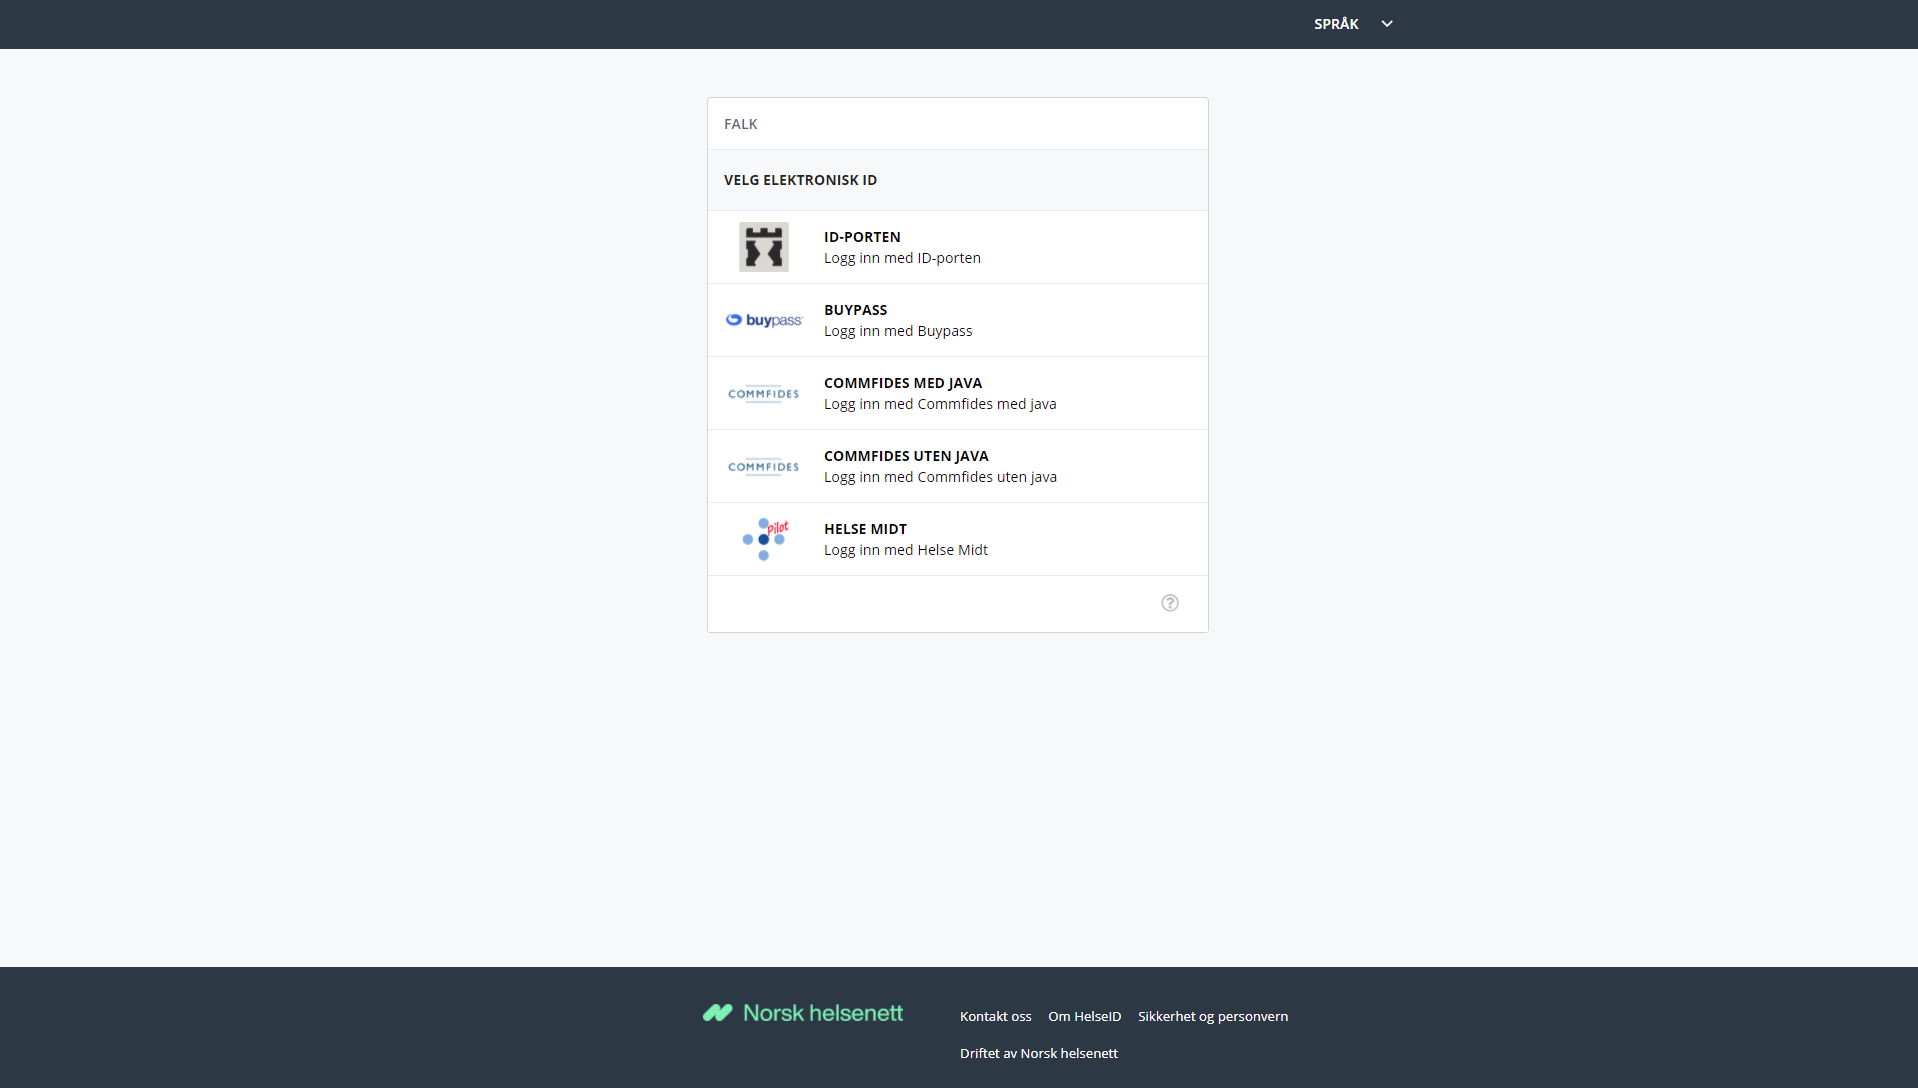 SPRÅK
FALK
VELG ELEKTRONISK ID
ID-PORTEN
Logg inn med ID-porten
buypass
BUYPASS
Logg inn med Buypass
COMMFIDES
COMMFIDES MED JAVA
Logg inn med Commfides med java
COMMFIDES
COMMFIDES UTEN JAVA
Logg inn med Commfides uten java
Pilot
HELSE MIDT
Logg inn med Helse Midt
?
Norsk helsenett
Kontakt oss Om HelseID Sikkerhet og personvern
Driftet av Norsk helsenett